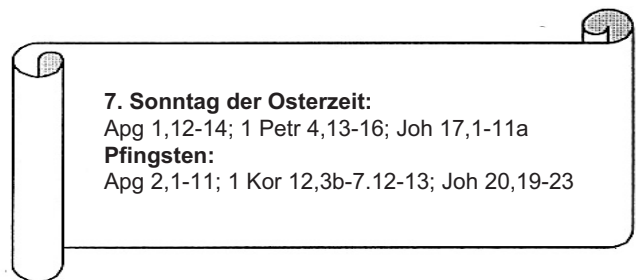 7. Sonntag der Osterzeit:
Apg 1,12-14; 1 Petr 4,13-16; Joh 17,1-11a
Pfingsten:
Apg 2,1-11; 1 Kor 12,3b-7.12-13; Joh 20,19-23